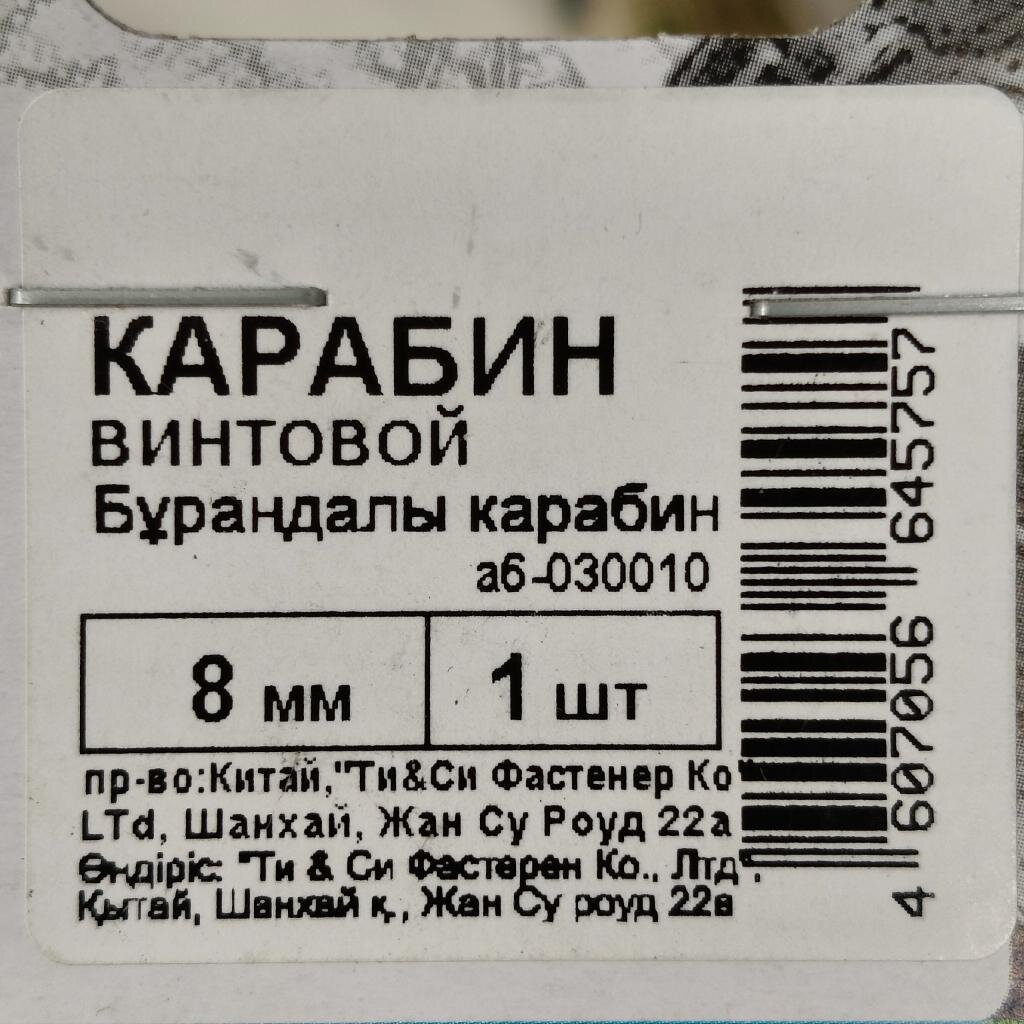 КАРАБИН
ВИНТОВОЙ
Бұраңдалы карабин
а6-030010
8 мм
1 шт
пр-во:Китай,"Ти&Си Фастенер Ко"
LTd, Шанхай, Жан Су Роуд 22а
Өндіріс: "Ти & Си Фастерен Ко., Лтд".
Қытай, Шанхай қ., Жан Су роуд 22в
4 607056 645757